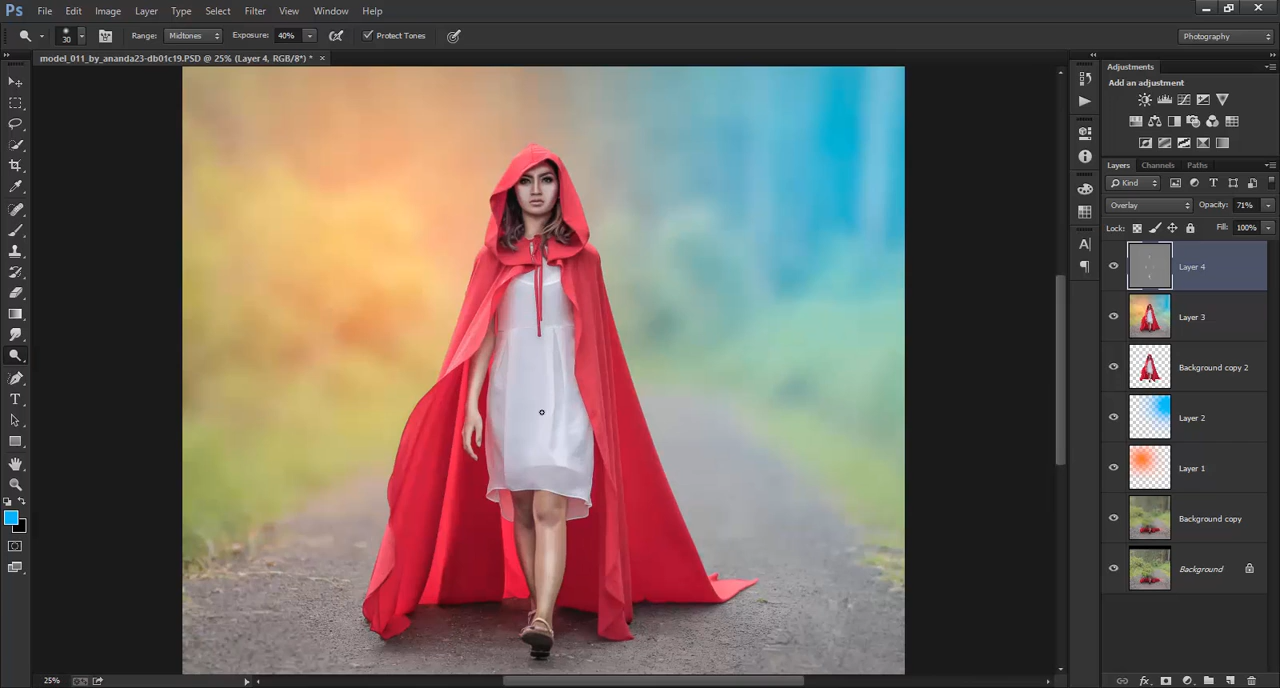 Ps File Edit Image Layer Type Select Filter View Window Help
30 Range: Midtones Exposure: 40% Protect Tones Photography
model_011_by_ananda23-db01c19.PSD @ 25% (Layer 4, RGB/8*) * ×
Adjustments
Add an adjustment
Layers Channels Paths
Kind
Overlay Opacity: 71%
Lock: Fill: 100%
Layer 4
Layer 3
Background copy 2
Layer 2
Layer 1
Background copy
Background
25%